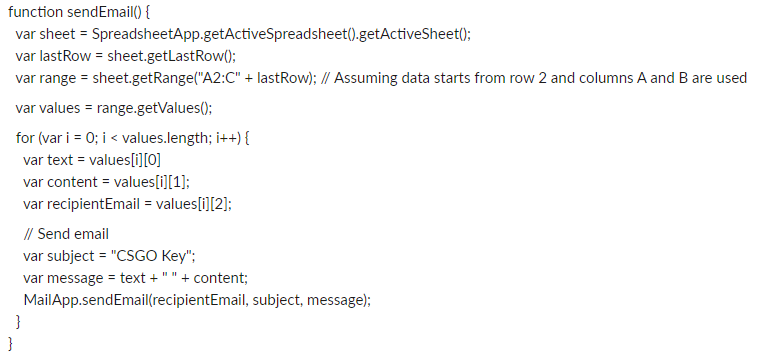 function sendEmail() {
var sheet = SpreadsheetApp.getActiveSpreadsheet().getActiveSheet();
var lastRow = sheet.getLastRow();
var range = sheet.getRange("A2:C" + lastRow); // Assuming data starts from row 2 and columns A and B are used
var values = range.getValues();
for (var i = 0; i < values.length; i++) {
var text = values[i][0]
var content = values[i][1];
var recipientEmail = values[i][2];
// Send email
var subject = "CSGO Key";
var message = text + " " + content;
MailApp.sendEmail(recipientEmail, subject, message);
}
}